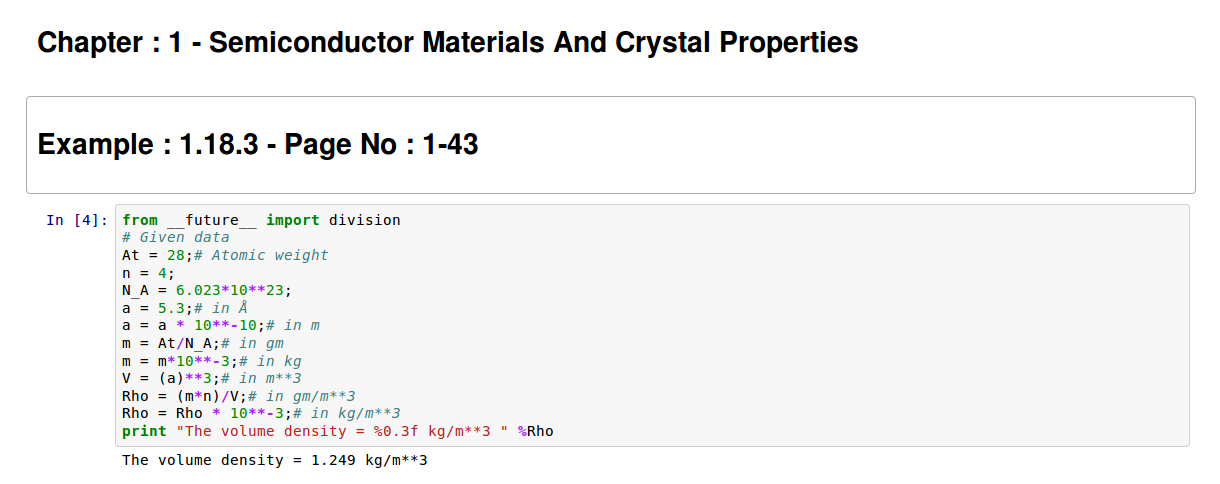 Chapter : 1 - Semiconductor Materials And Crystal Properties
Example : 1.18.3 - Page No : 1-43
In [4]: from __future__ import division
# Given data
At = 28;# Atomic weight
n = 4;
N_A = 6.023*10**23;
a = 5.3;# in Å
a = a * 10**-10;# in m
m = At/N_A;# in gm
m = m*10**-3;# in kg
V = (a)**3;# in m**3
Rho = (m*n)/V;# in gm/m**3
Rho = Rho * 10**-3;# in kg/m**3
print "The volume density = %0.3f kg/m**3 " %Rho
The volume density = 1.249 kg/m**3